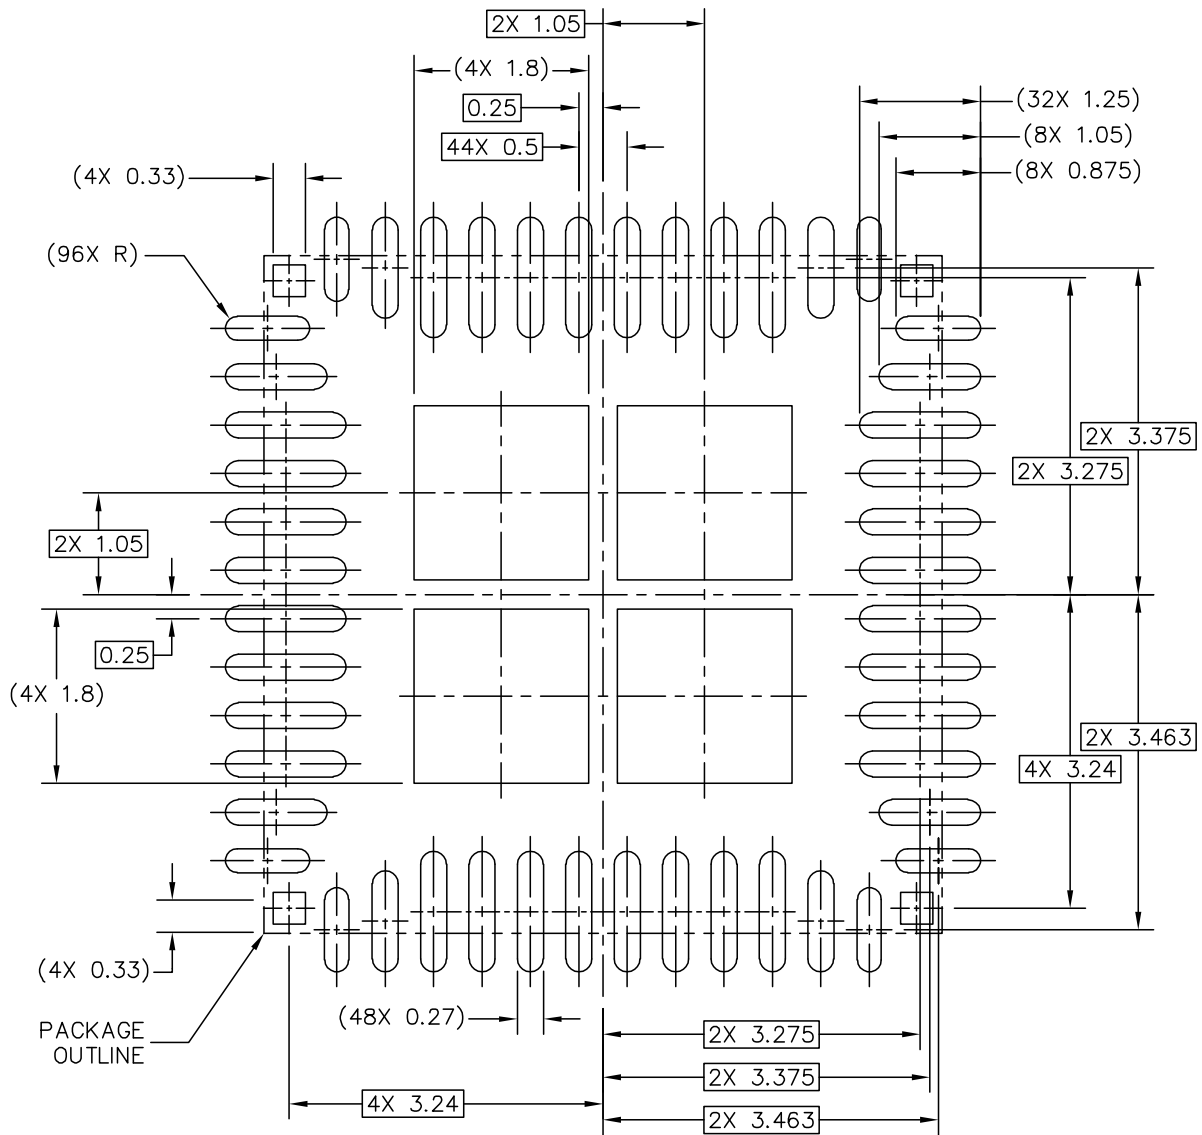 2X 1.05
(4X 1.8)
0.25
(32X 1.25)
44X 0.5
(8X 1.05)
(4X 0.33)
(8X 0.875)
(96X R)
2X 3.375
2X 3.275
2X 1.05
0.25
(4X 1.8)
2X 3.463
4X 3.24
(4X 0.33)
(48X 0.27)
PACKAGE
OUTLINE
2X 3.275
2X 3.375
4X 3.24
2X 3.463